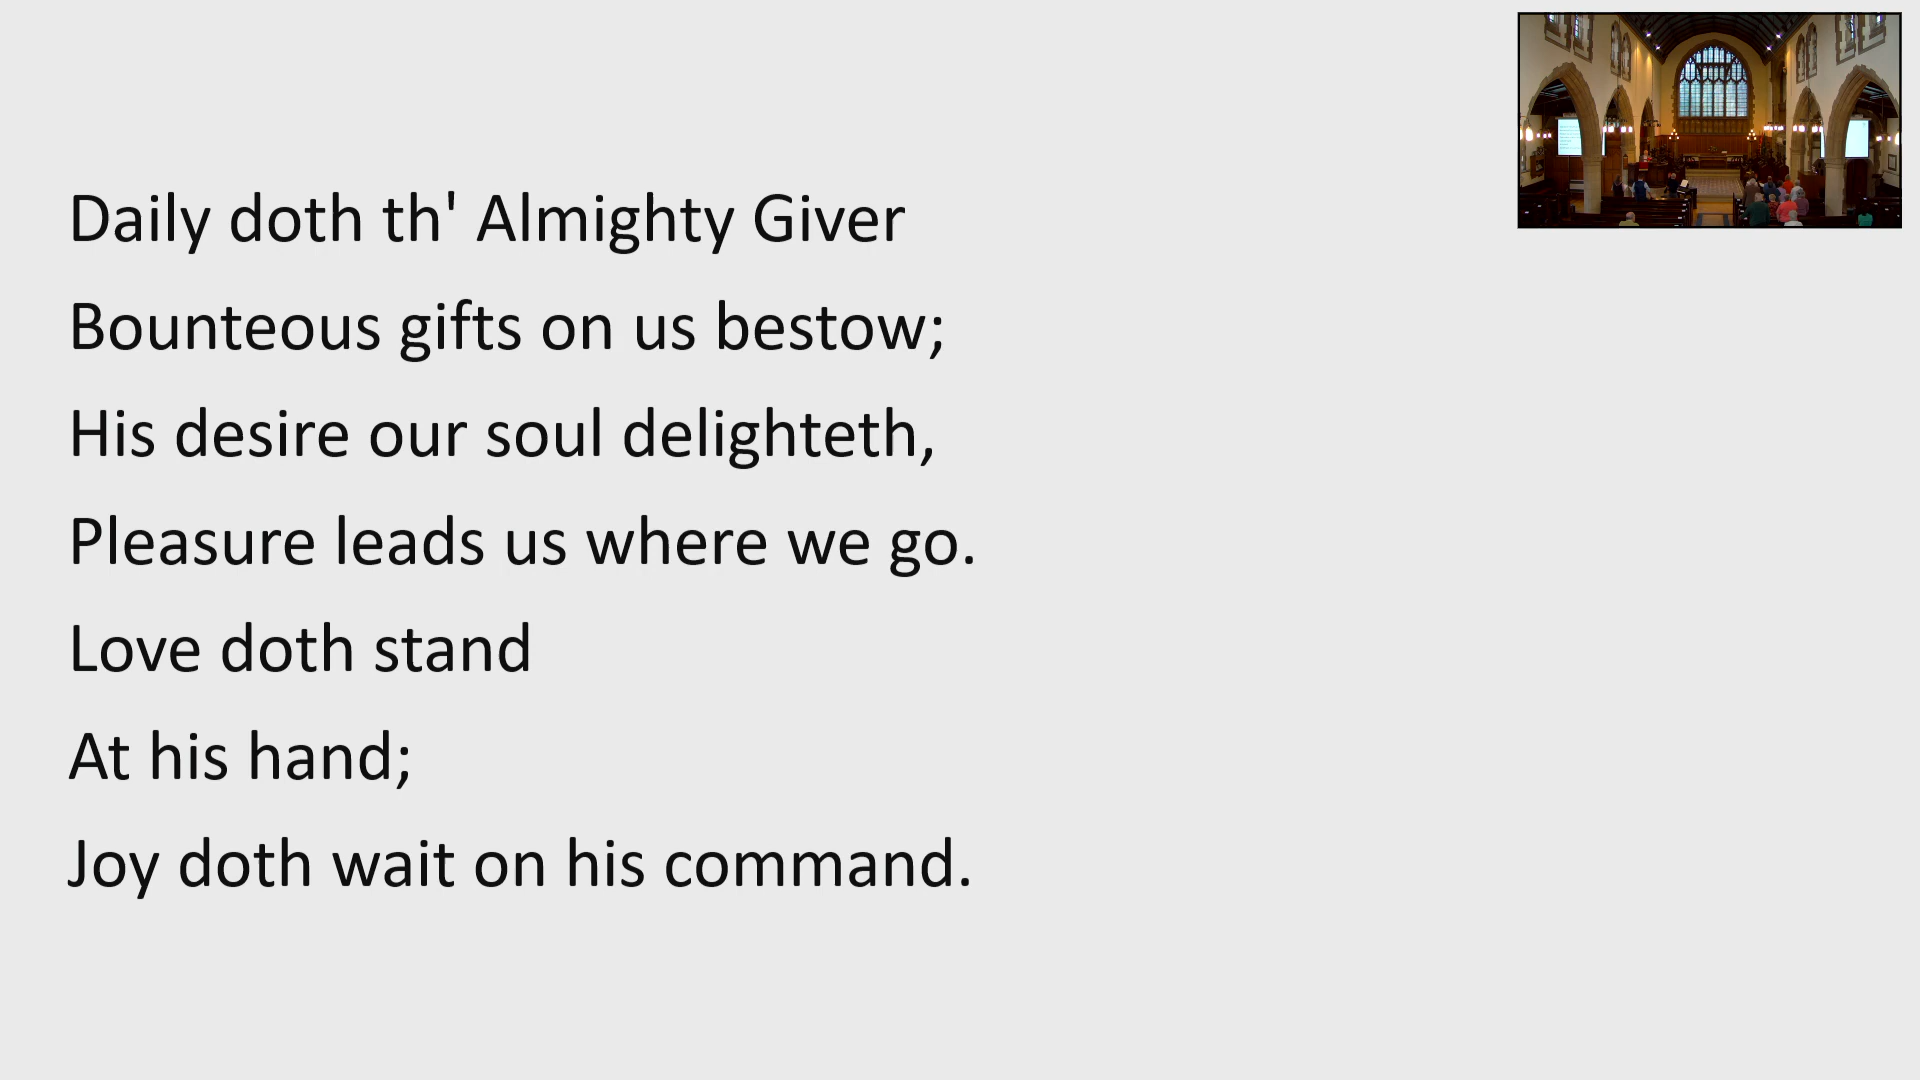 Daily doth th' Almighty Giver
Bounteous gifts on us bestow;
His desire our soul delighteth,
Pleasure leads us where we go.
Love doth stand
At his hand;
Joy doth wait on his command.